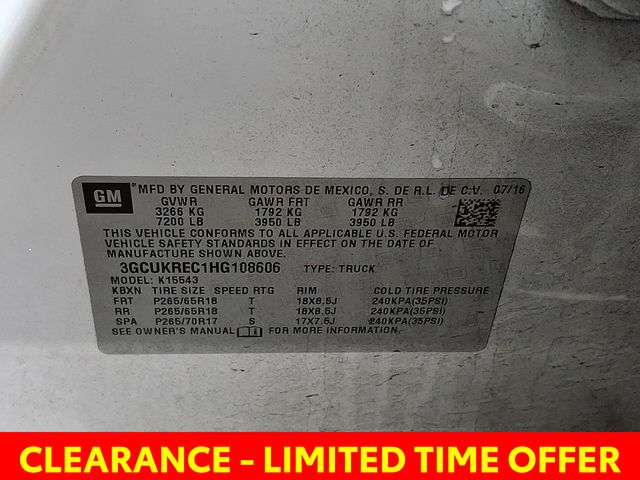 GM MFD BY GENERAL MOTORS DE MEXICO, S. DE R.L. DE C.V. 07/16
GVWR GAWR FRT GAWR RR
3266 KG 1792 KG 1792 KG
7200 LB 3950 LB 3950 LB
THIS VEHICLE CONFORMS TO ALL APPLICABLE U.S. FEDERAL MOTOR
VEHICLE SAFETY STANDARDS IN EFFECT ON THE DATE OF
MANUFACTURE SHOWN ABOVE.
3GCUKREC1HG108606 TYPE: TRUCK
MODEL: K15543
KBXN TIRE SIZE SPEED RTG RIM COLD TIRE PRESSURE
FRT P265/65R18 T 18X8.5J 240KPA(35PSI)
RR P265/65R18 T 18X8.5J 240KPA(35PSI)
SPA P265/70R17 S 17X7.5J 240KPA(35PSI)
SEE OWNER'S MANUAL FOR MORE INFORMATION.
CLEARANCE - LIMITED TIME OFFER